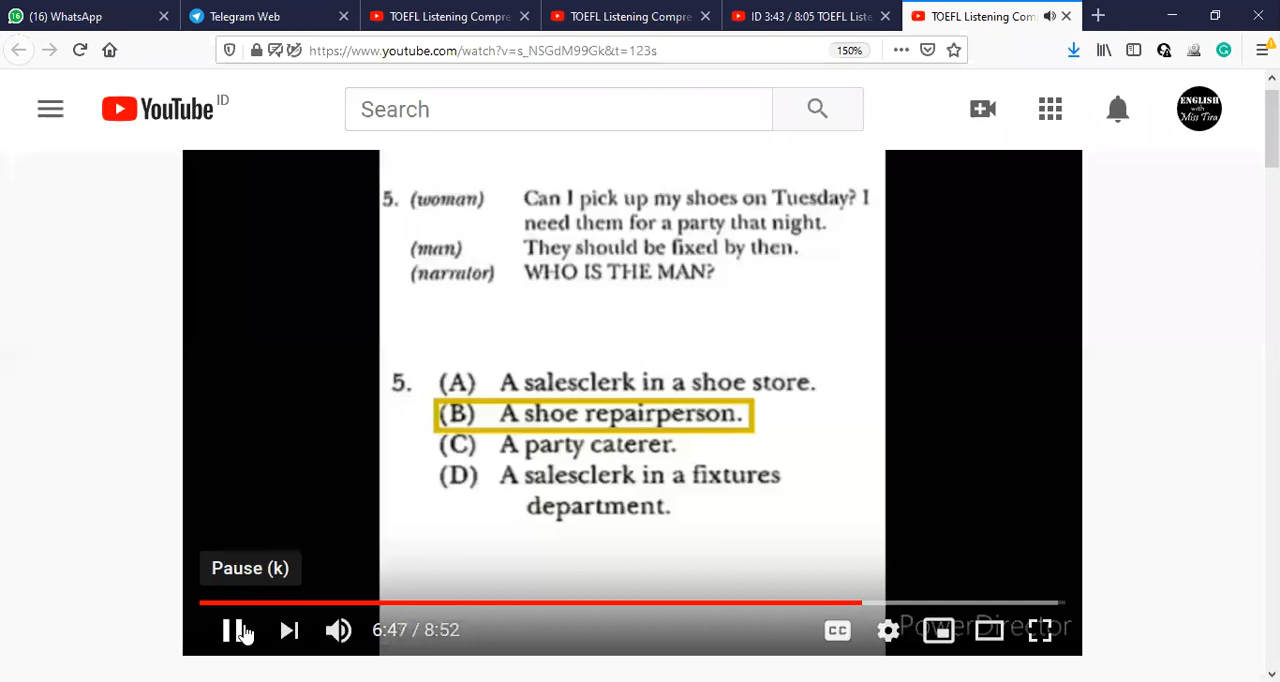 (16) WhatsApp
Telegram Web
TOEFL Listening Compre
TOEFL Listening Compre
ID 3:43 / 8:05 TOEFL Liste
TOEFL Listening Com
https://www.youtube.com/watch?v=s_NSGdM99Gk&t=123s
150%
YouTube ID
Search
ENGLISH
with
Miss Tira
5. (woman) Can I pick up my shoes on Tuesday? I
need them for a party that night.
(man) They should be fixed by then.
(narrator) WHO IS THE MAN?
5. (A) A salesclerk in a shoe store.
(B) A shoe repairperson.
(C) A party caterer.
(D) A salesclerk in a fixtures
department.
Pause (k)
6:47 / 8:52
CC
PowerDirector